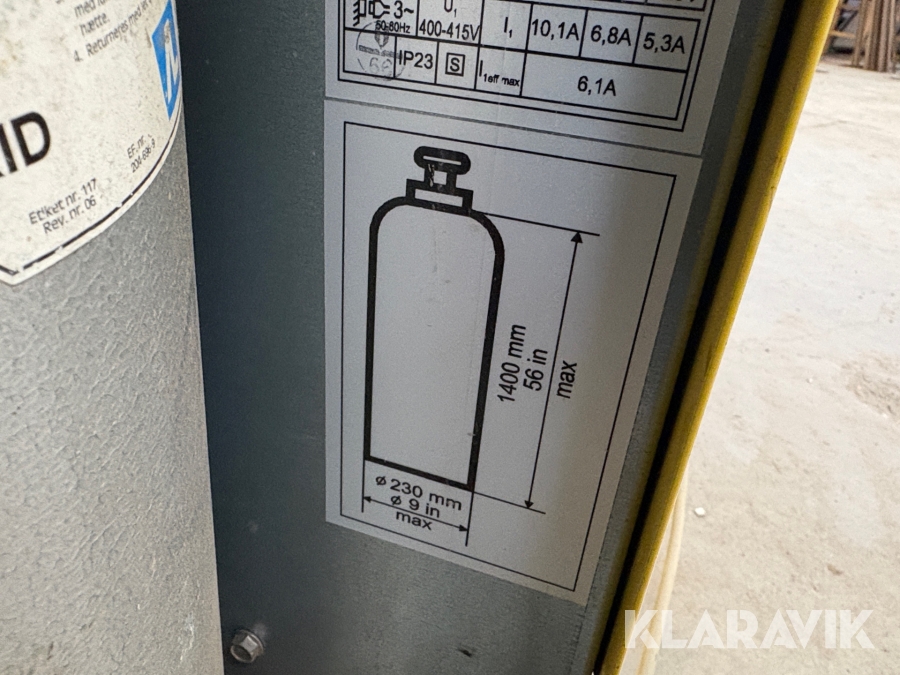 hætte.
4. Returneres med
ID
Etiket nr. 117
Rev. nr. 06
EF. nr.
3~
50-60Hz
U₁
400-415V
I₁
10,1A
6,8A
5,3A
IP23
S
I1eff max
6,1A
1400 mm
56 in
max
ø 230 mm
ø 9 in
max
KLARAVIK